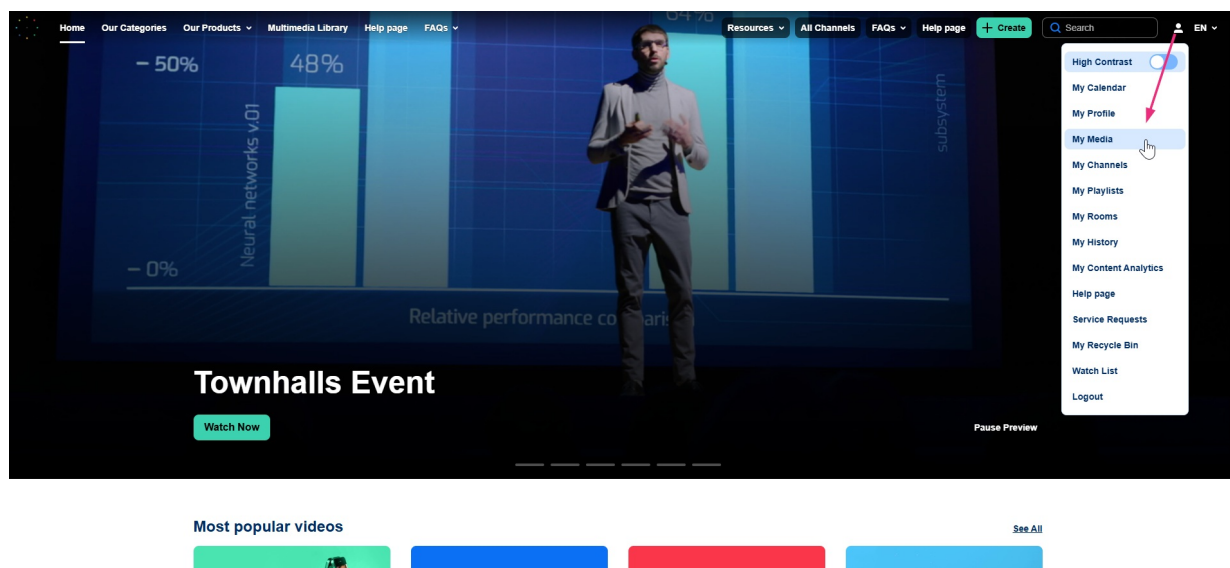 Home Our Categories Our Products Multimedia Library Help page FAQs Resources All Channels FAQs Help page + Create Search EN
64%
– 50%
48%
Neural networks v.01
subsystem
– 0%
Relative performance
Townhalls Event
Watch Now
Pause Preview
High Contrast
My Calendar
My Profile
My Media
My Channels
My Playlists
My Rooms
My History
My Content Analytics
Help page
Service Requests
My Recycle Bin
Watch List
Logout
Most popular videos
See All